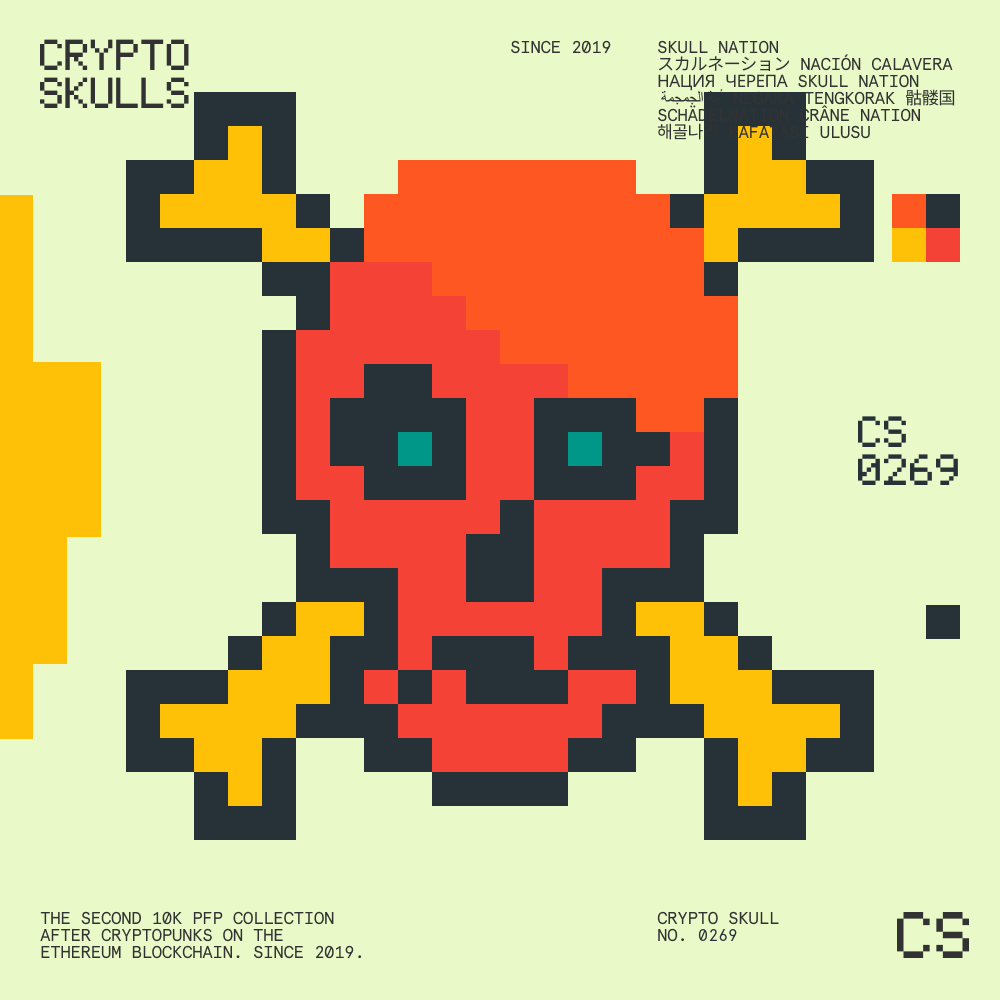 CRYPTO
SKULLS
SINCE 2019
SKULL NATION
スカルネーション NACIÓN CALAVERA
НАЦИЯ ЧЕРЕПА SKULL NATION
الجمجمة TENGKORAK 骷髅国
CRÂNE NATION
해골나 ULUSU
CS
0269
THE SECOND 10K PFP COLLECTION
AFTER CRYPTOPUNKS ON THE
ETHEREUM BLOCKCHAIN. SINCE 2019.
CRYPTO SKULL
NO. 0269
CS